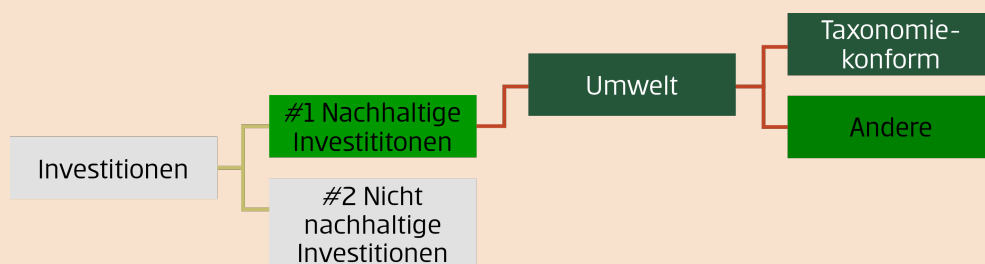 Investitionen
#1 Nachhaltige
Investititonen
#2 Nicht
nachhaltige
Investitionen
Umwelt
Taxonomie-
konform
Andere